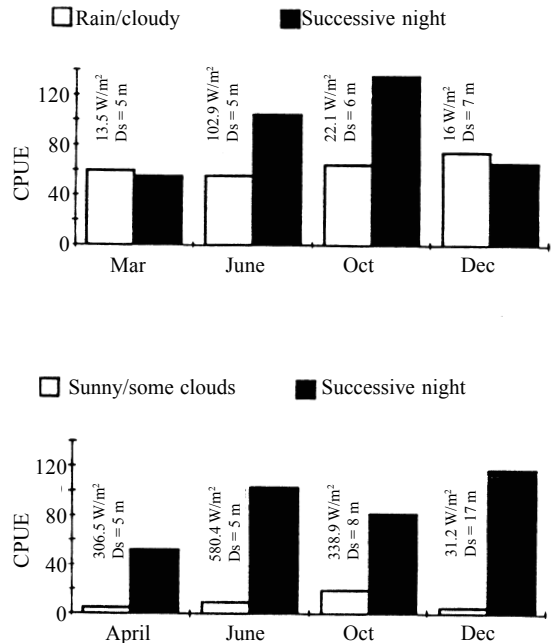 Rain/cloudy Successive night
CPUE
120
80
40
0
13.5 W/m²
Ds = 5 m
102.9 W/m²
Ds = 5 m
22.1 W/m²
Ds = 6 m
16 W/m²
Ds = 7 m
Mar June Oct Dec
Sunny/some clouds Successive night
CPUE
120
80
40
0
306.5 W/m²
Ds = 5 m
580.4 W/m²
Ds = 5 m
338.9 W/m²
Ds = 8 m
31.2 W/m²
Ds = 17 m
April June Oct Dec